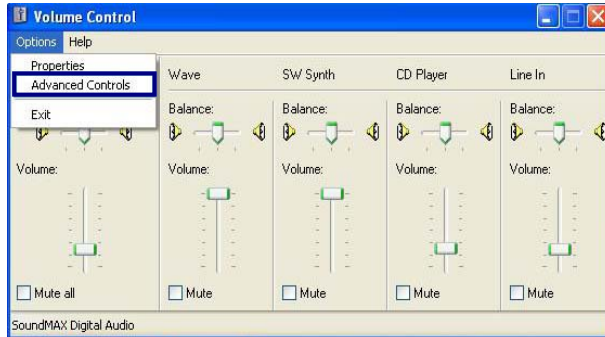 Volume Control
Options Help
Properties
Advanced Controls
Exit
Wave SW Synth CD Player Line In
Balance: Balance: Balance: Balance:
Volume: Volume: Volume: Volume: Volume:
Mute all Mute Mute Mute Mute
SoundMAX Digital Audio